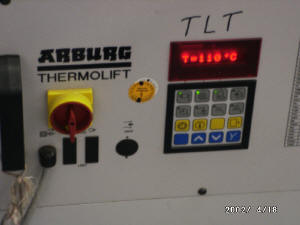 TLT
ARBURG
THERMOLIFT
T=110°C
2002/ 4/18